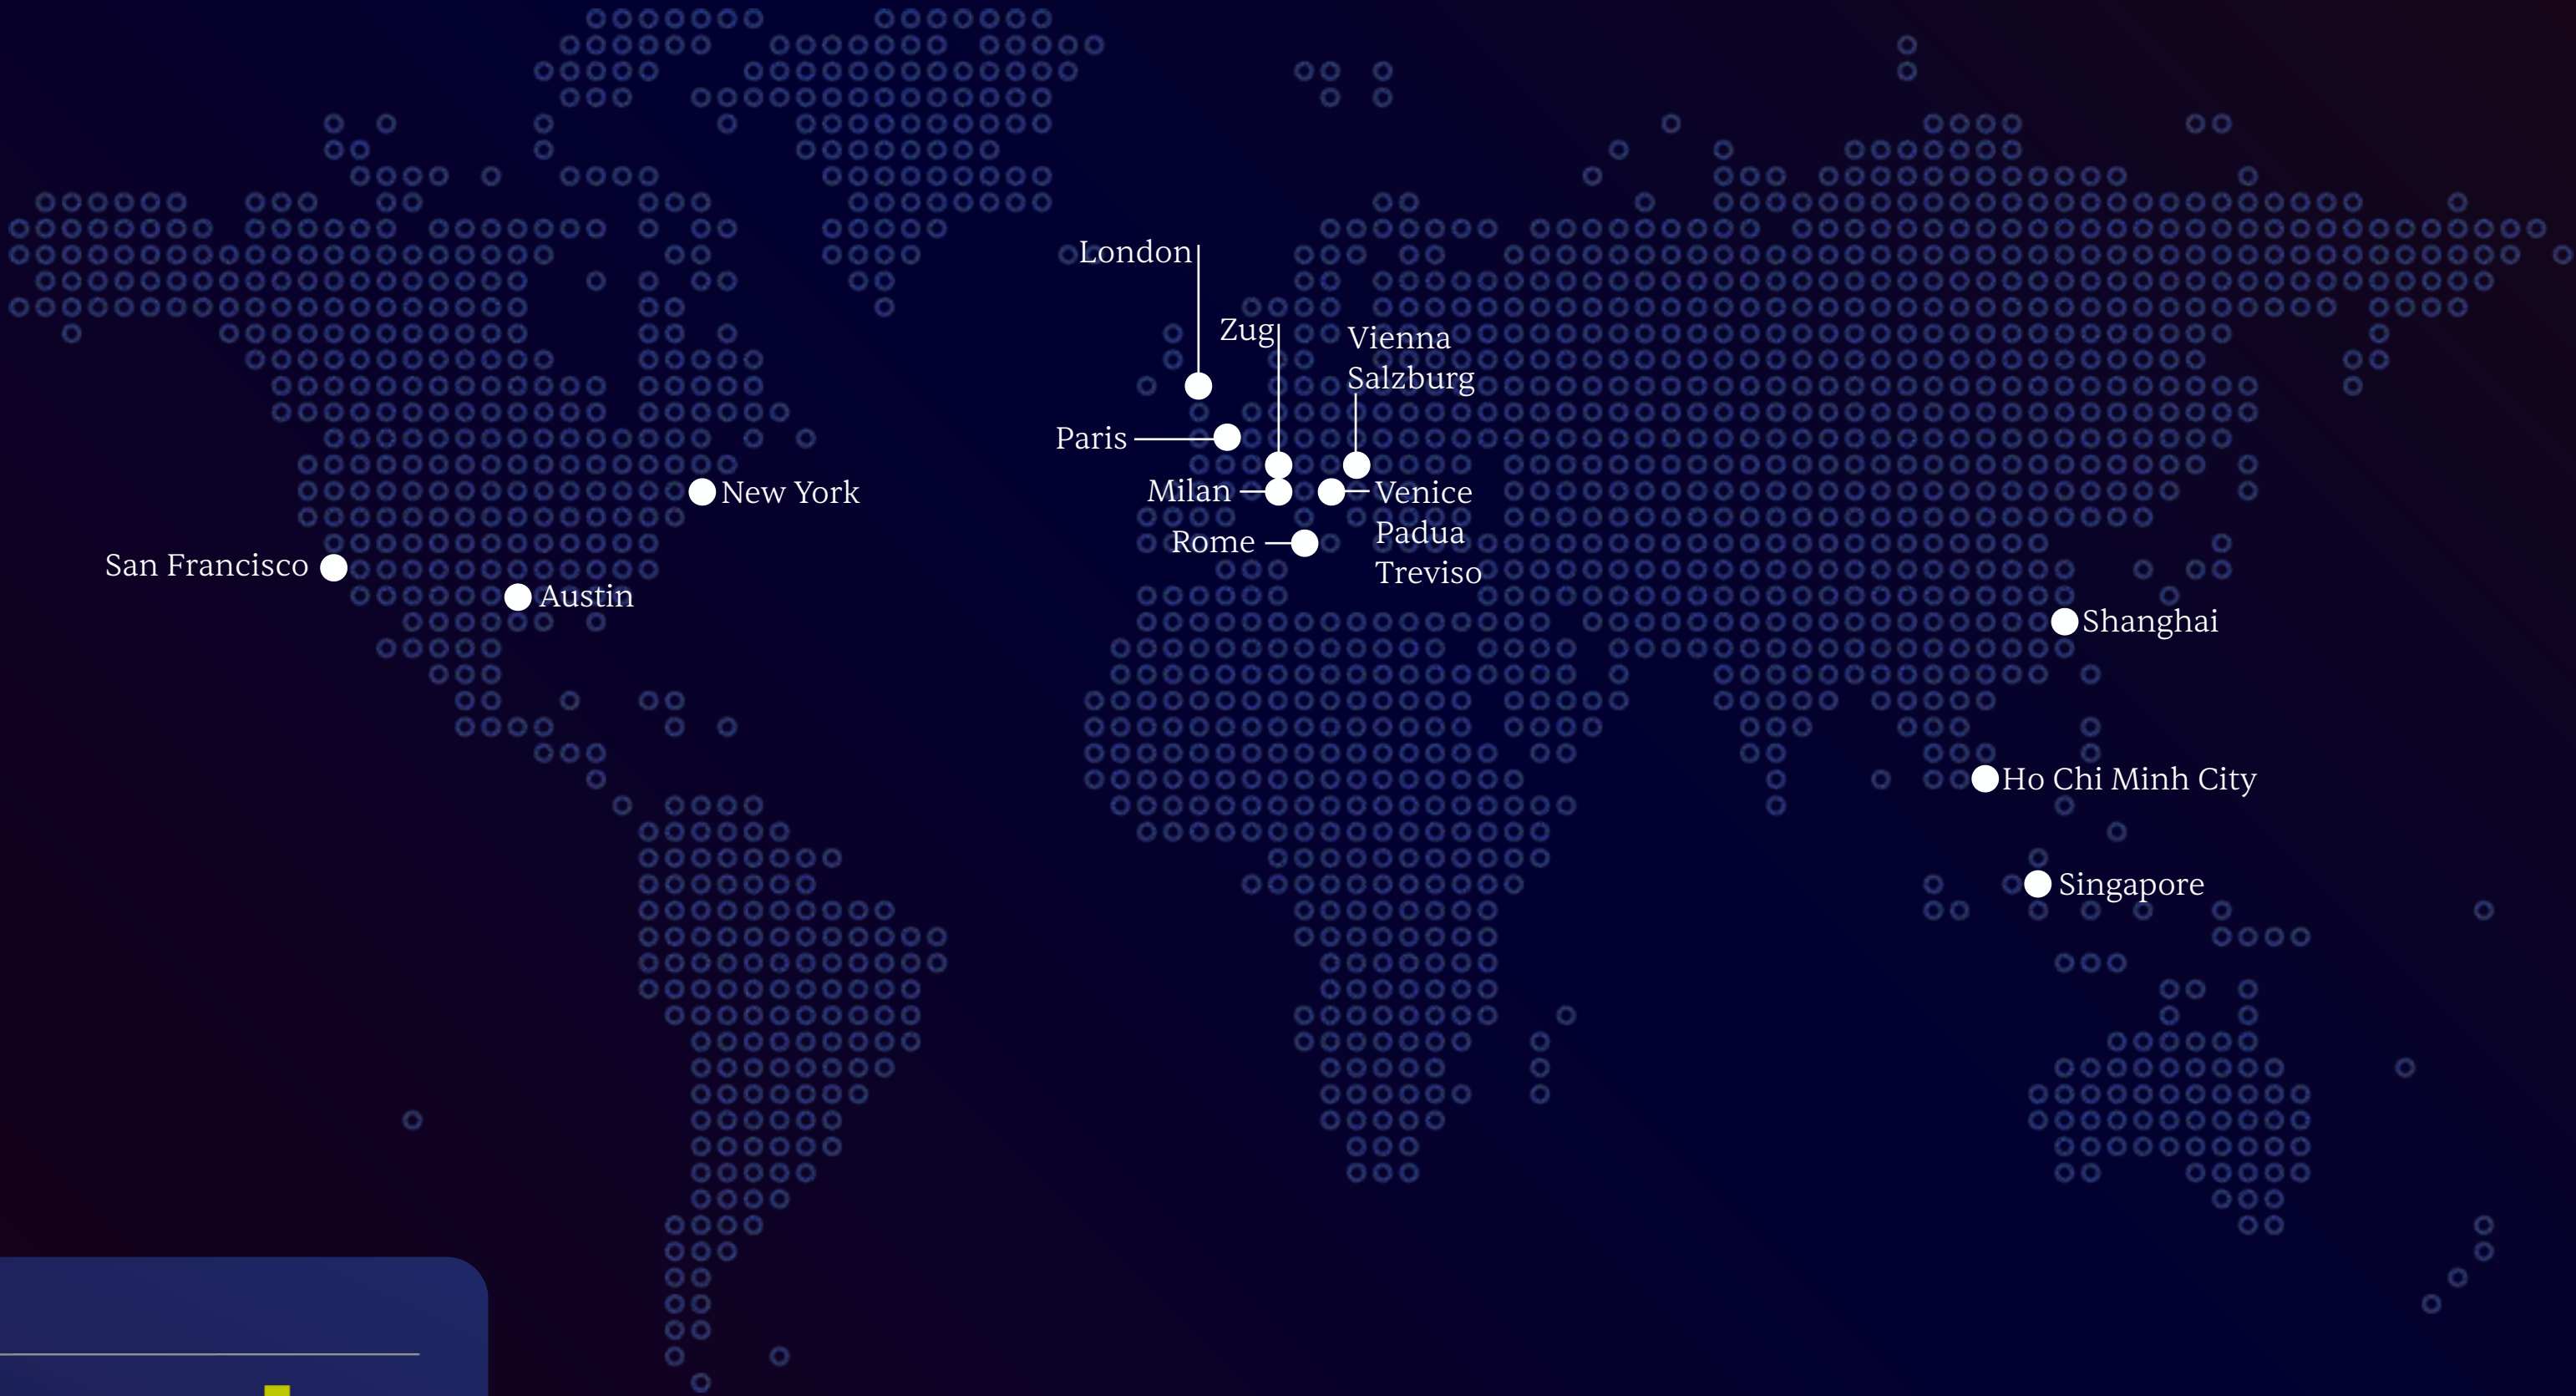 London
Zug
Vienna
Salzburg
Paris
Milan
New York
Venice
Padua
Treviso
Rome
San Francisco
Austin
Shanghai
Ho Chi Minh City
Singapore